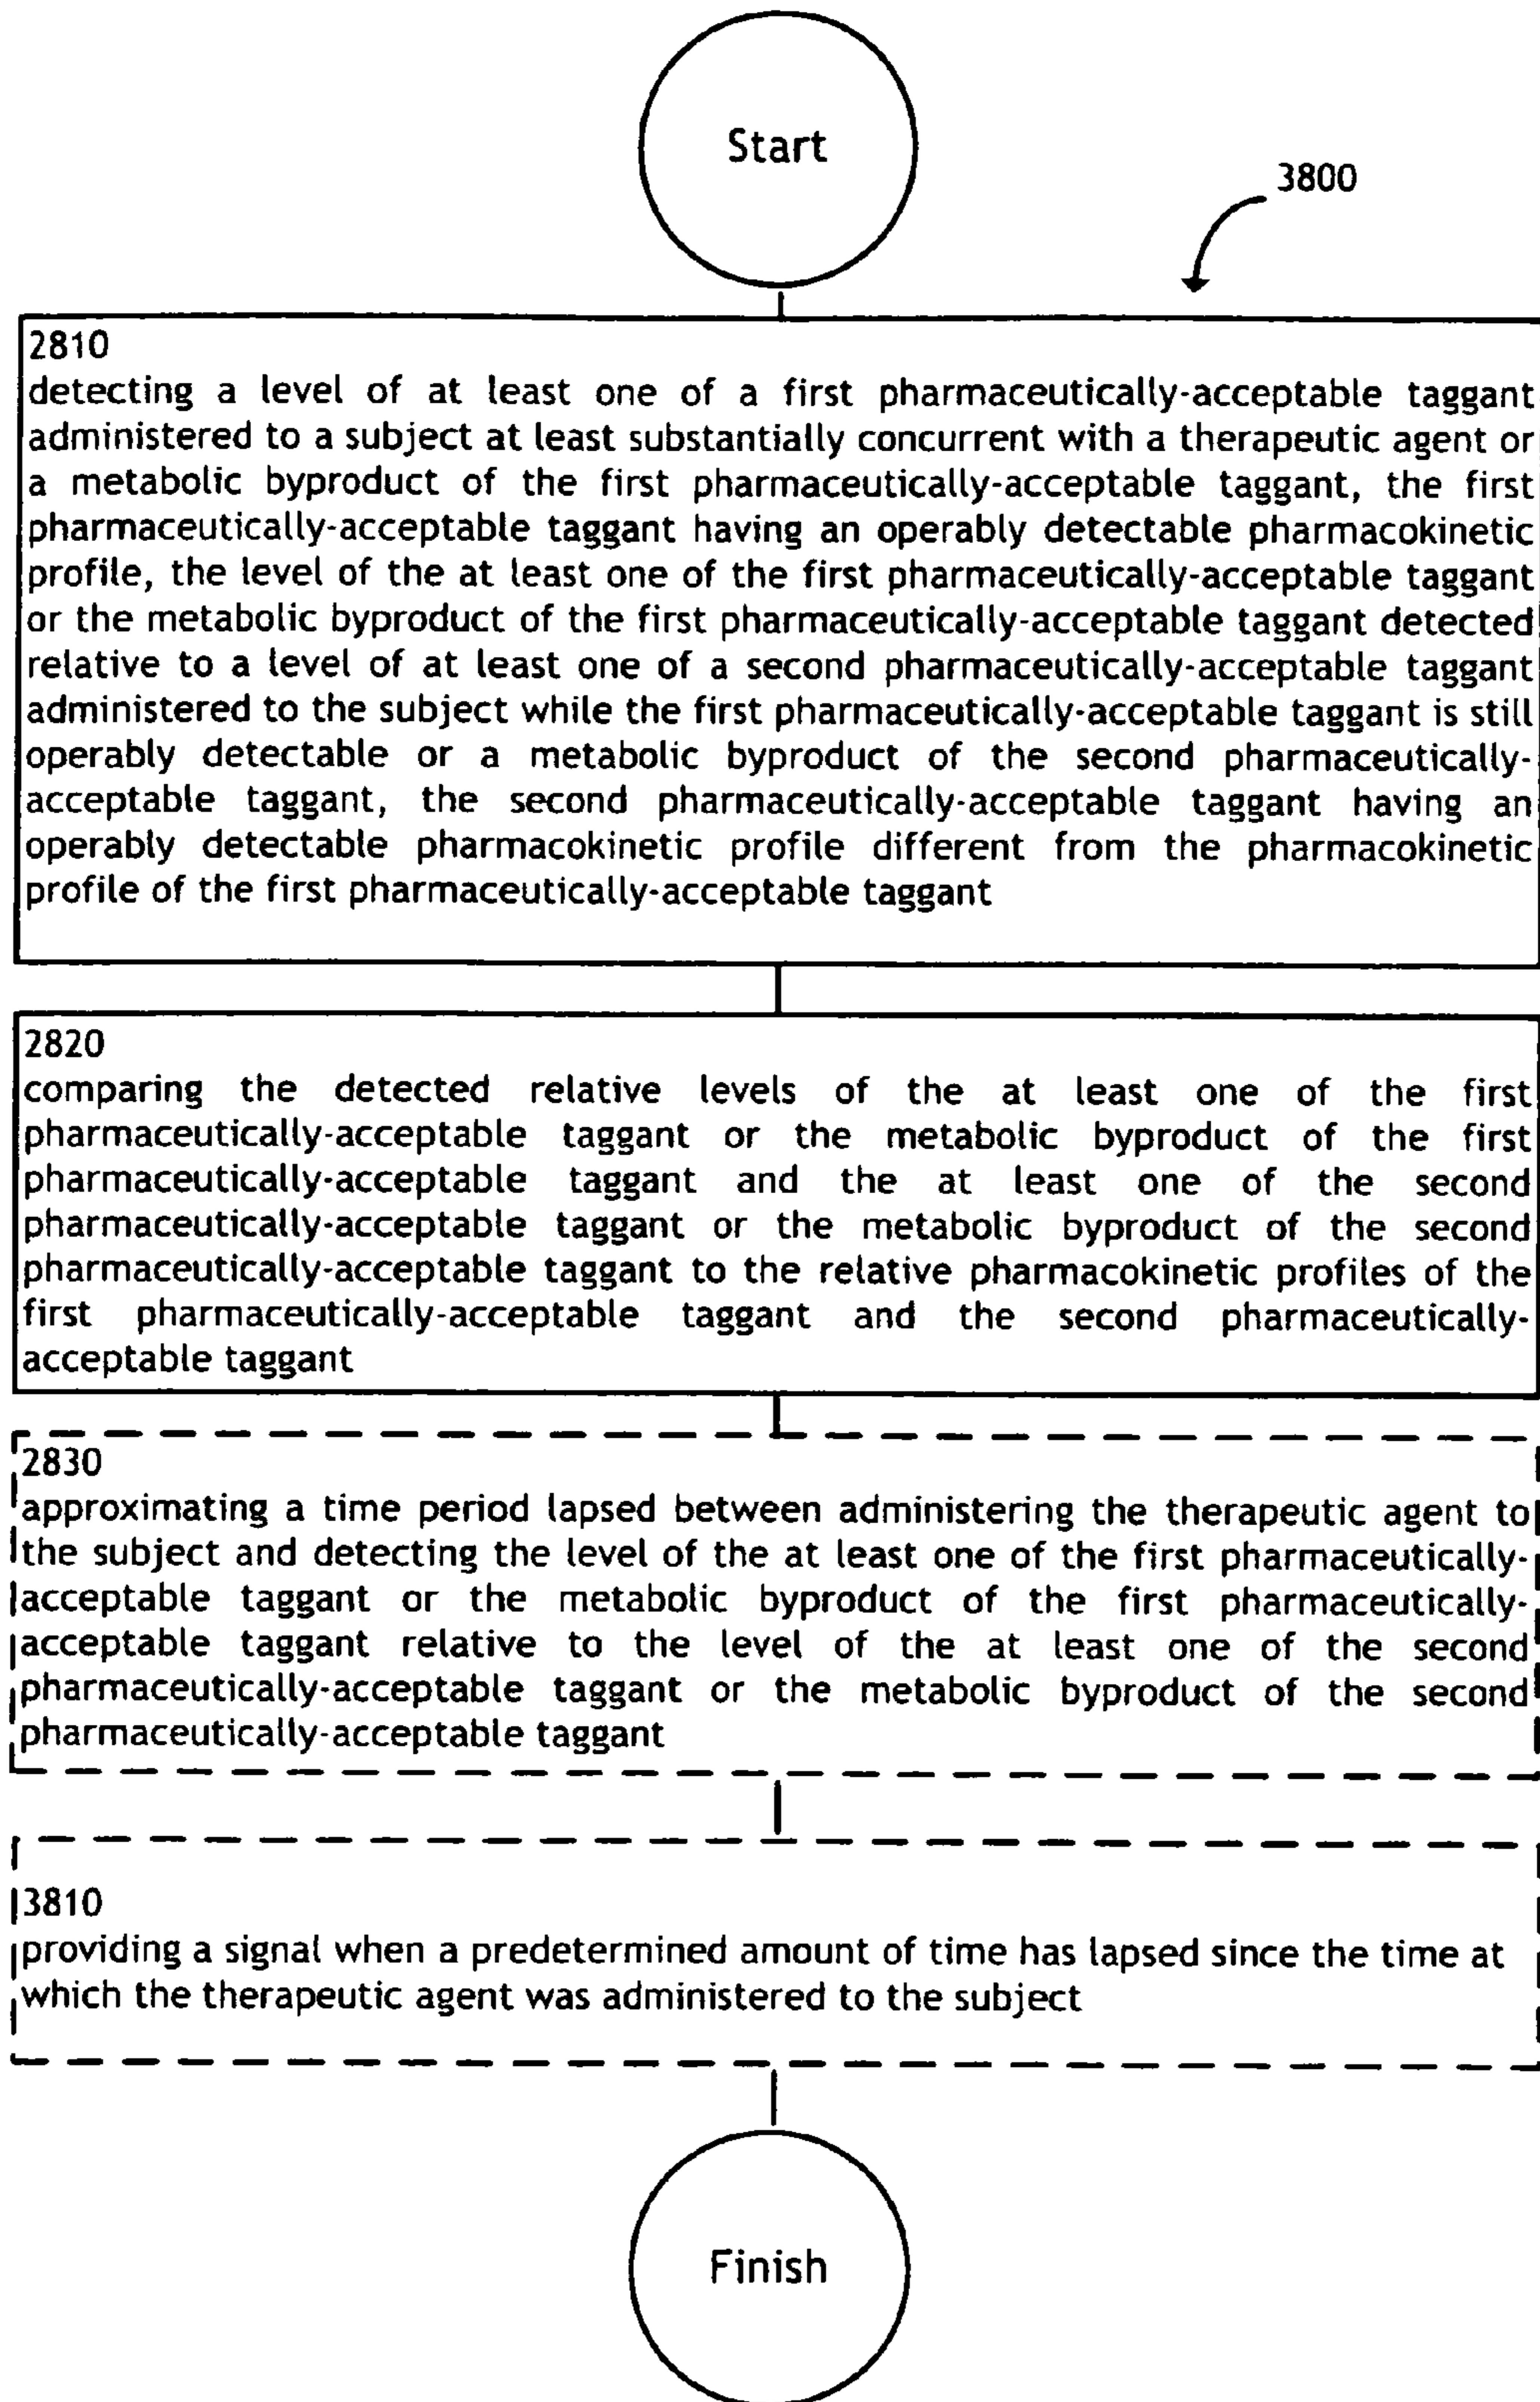 Start
3800
2810
detecting a level of at least one of a first pharmaceutically-acceptable taggant
administered to a subject at least substantially concurrent with a therapeutic agent or
a metabolic byproduct of the first pharmaceutically-acceptable taggant, the first
pharmaceutically-acceptable taggant having an operably detectable pharmacokinetic
profile, the level of the at least one of the first pharmaceutically-acceptable taggant
or the metabolic byproduct of the first pharmaceutically-acceptable taggant detected
relative to a level of at least one of a second pharmaceutically-acceptable taggant
administered to the subject while the first pharmaceutically-acceptable taggant is still
operably detectable or a metabolic byproduct of the second pharmaceutically-
acceptable taggant, the second pharmaceutically-acceptable taggant having an
operably detectable pharmacokinetic profile different from the pharmacokinetic
profile of the first pharmaceutically-acceptable taggant
2820
comparing the detected relative levels of the at least one of the first
pharmaceutically-acceptable taggant or the metabolic byproduct of the first
pharmaceutically-acceptable taggant and the at least one of the second
pharmaceutically-acceptable taggant or the metabolic byproduct of the second
pharmaceutically-acceptable taggant to the relative pharmacokinetic profiles of the
first pharmaceutically-acceptable taggant and the second pharmaceutically-
acceptable taggant
2830
approximating a time period lapsed between administering the therapeutic agent to
the subject and detecting the level of the at least one of the first pharmaceutically-
acceptable taggant or the metabolic byproduct of the first pharmaceutically-
acceptable taggant relative to the level of the at least one of the second
pharmaceutically-acceptable taggant or the metabolic byproduct of the second
pharmaceutically-acceptable taggant
3810
providing a signal when a predetermined amount of time has lapsed since the time at
which the therapeutic agent was administered to the subject
Finish